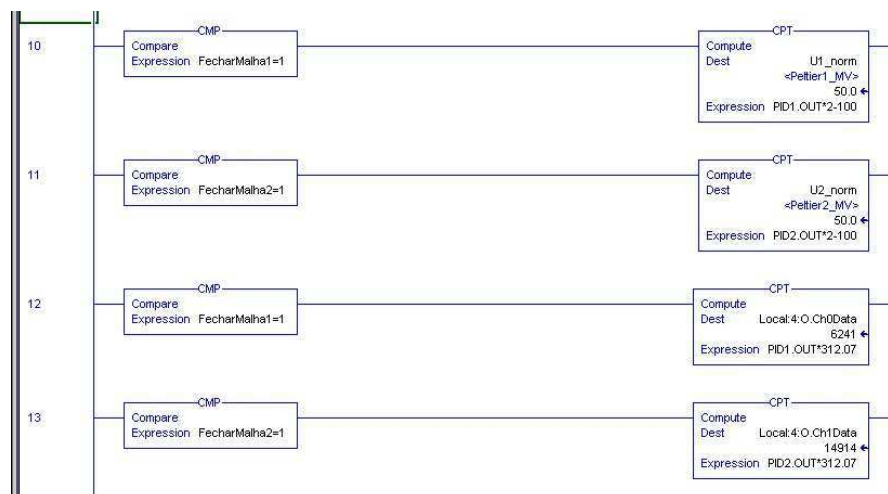 10
CMP
Compare
Expression FecharMalha1=1
CPT
Compute
Dest U1_norm
<Peltier1_MV>
50.0
Expression PID1.OUT*2-100
11
CMP
Compare
Expression FecharMalha2=1
CPT
Compute
Dest U2_norm
<Peltier2_MV>
50.0
Expression PID2.OUT*2-100
12
CMP
Compare
Expression FecharMalha1=1
CPT
Compute
Dest Local:4:O.Ch0Data
6241
Expression PID1.OUT*312.07
13
CMP
Compare
Expression FecharMalha2=1
CPT
Compute
Dest Local:4:O.Ch1Data
14914
Expression PID2.OUT*312.07